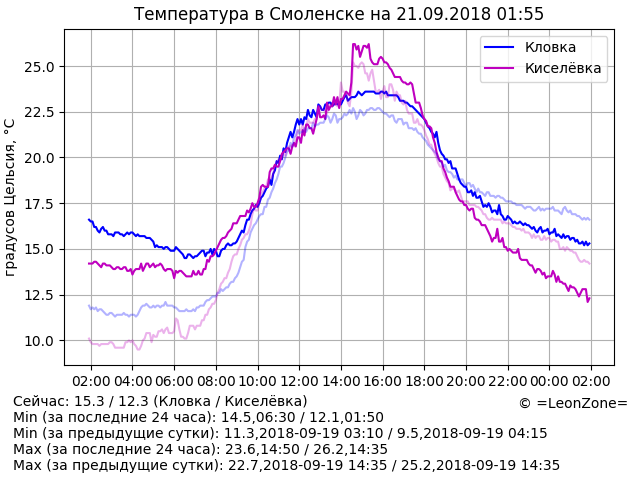 Температура в Смоленске на 21.09.2018 01:55
Кловка
Киселёвка
градусов Цельсия, °C
25.0
22.5
20.0
17.5
15.0
12.5
10.0
02:00 04:00 06:00 08:00 10:00 12:00 14:00 16:00 18:00 20:00 22:00 00:00 02:00
Сейчас: 15.3 / 12.3 (Кловка / Киселёвка)
© =LeonZone=
Min (за последние 24 часа): 14.5,06:30 / 12.1,01:50
Min (за предыдущие сутки): 11.3,2018-09-19 03:10 / 9.5,2018-09-19 04:15
Max (за последние 24 часа): 23.6,14:50 / 26.2,14:35
Max (за предыдущие сутки): 22.7,2018-09-19 14:35 / 25.2,2018-09-19 14:35